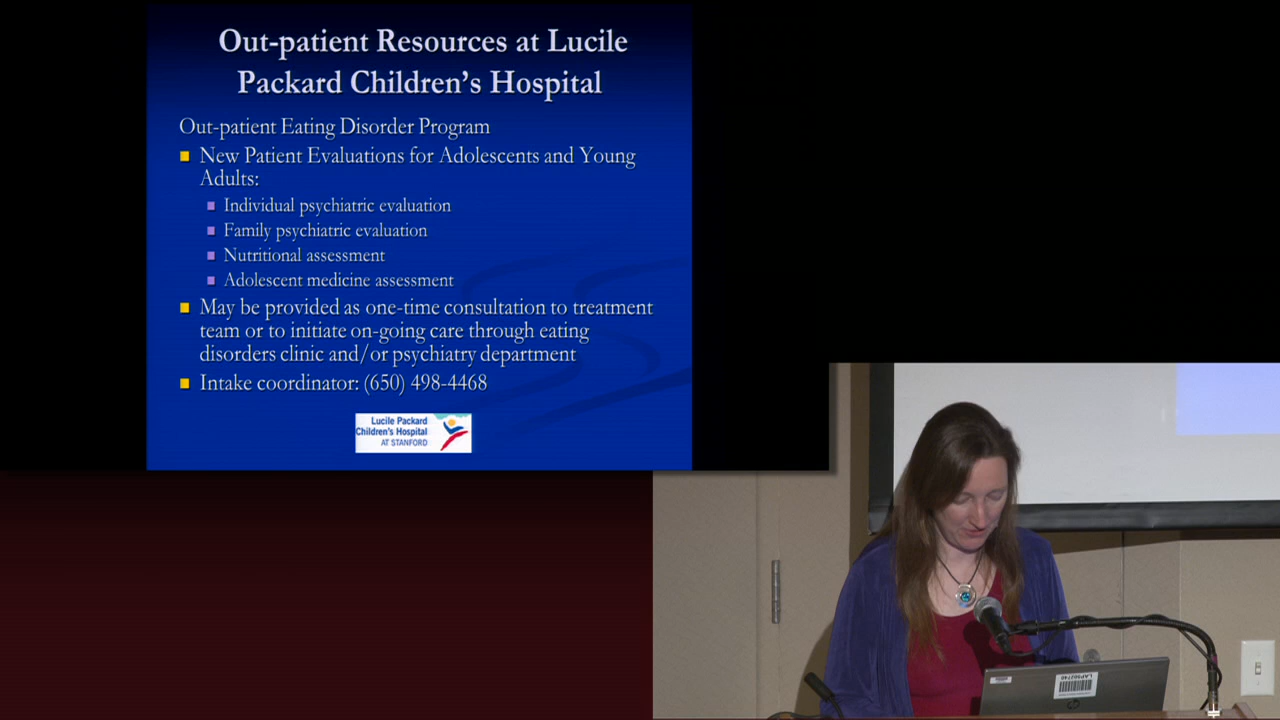 Out-patient Resources at Lucile
Packard Children's Hospital
Out-patient Eating Disorder Program
New Patient Evaluations for Adolescents and Young
Adults:
Individual psychiatric evaluation
Family psychiatric evaluation
Nutritional assessment
Adolescent medicine assessment
May be provided as one-time consultation to treatment
team or to initiate on-going care through eating
disorders clinic and/or psychiatry department
Intake coordinator: (650) 498-4468
Lucile Packard
Children's Hospital
AT STANFORD
hp